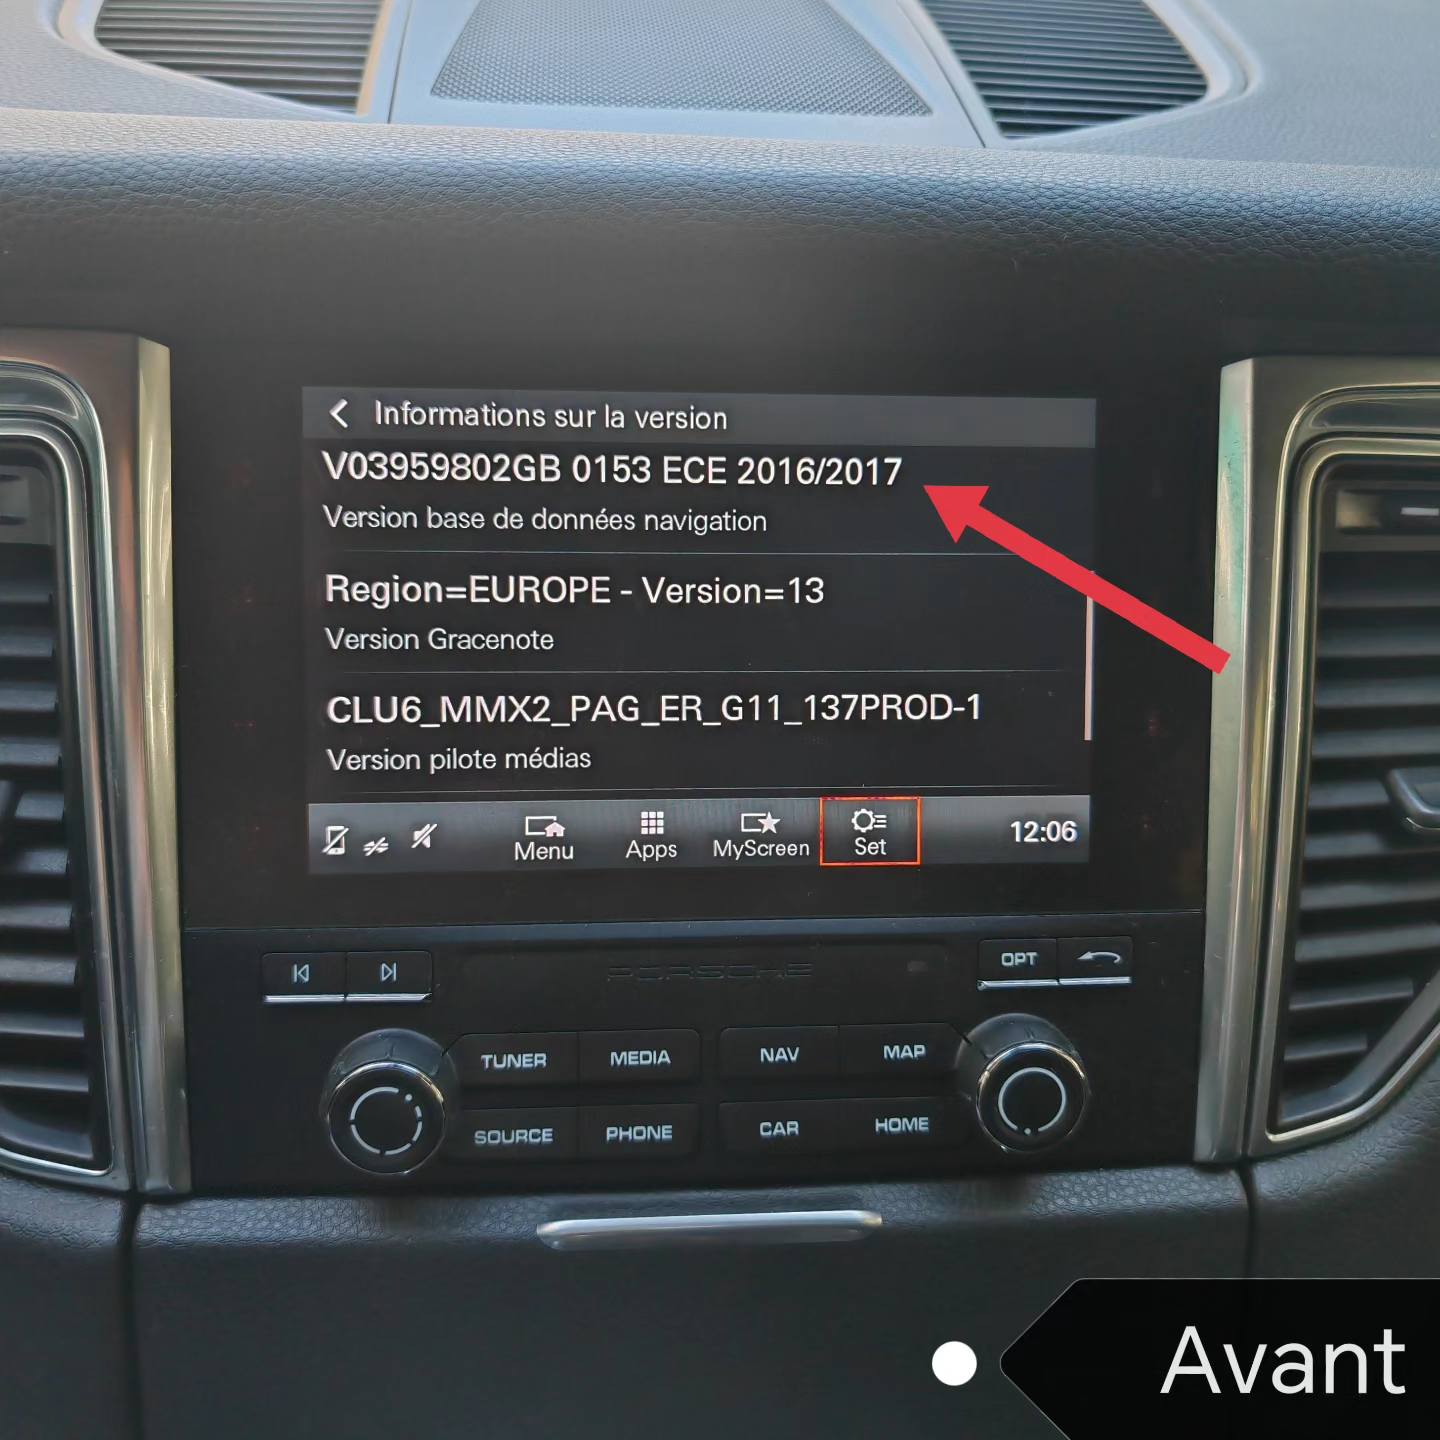 Informations sur la version
V03959802GB 0153 ECE 2016/2017
Version base de données navigation
Region=EUROPE - Version=13
Version Gracenote
CLU6_MMX2_PAG_ER_G11_137PROD-1
Version pilote médias
Menu
Apps
MyScreen
Set
12:06
PORSCHE
OPT
TUNER
MEDIA
NAV
MAP
SOURCE
PHONE
CAR
HOME
Avant